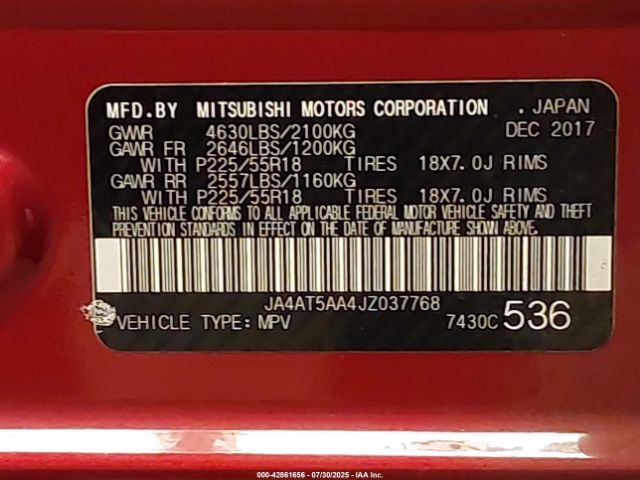 MFD.BY MITSUBISHI MOTORS CORPORATION . JAPAN
GVWR 4630LBS/2100KG DEC 2017
GAWR FR 2646LBS/1200KG
WITH P225/55R18 TIRES 18X7.0J RIMS
GAWR RR 2557LBS/1160KG
WITH P225/55R18 TIRES 18X7.0J RIMS
THIS VEHICLE CONFORMS TO ALL APPLICABLE FEDERAL MOTOR VEHICLE SAFETY AND THEFT
PREVENTION STANDARDS IN EFFECT ON THE DATE OF MANUFACTURE SHOWN ABOVE.
JA4AT5AA4JZ037768
VEHICLE TYPE: MPV 7430C 536
000-42861656 - 07/30/2025 - IAA Inc.